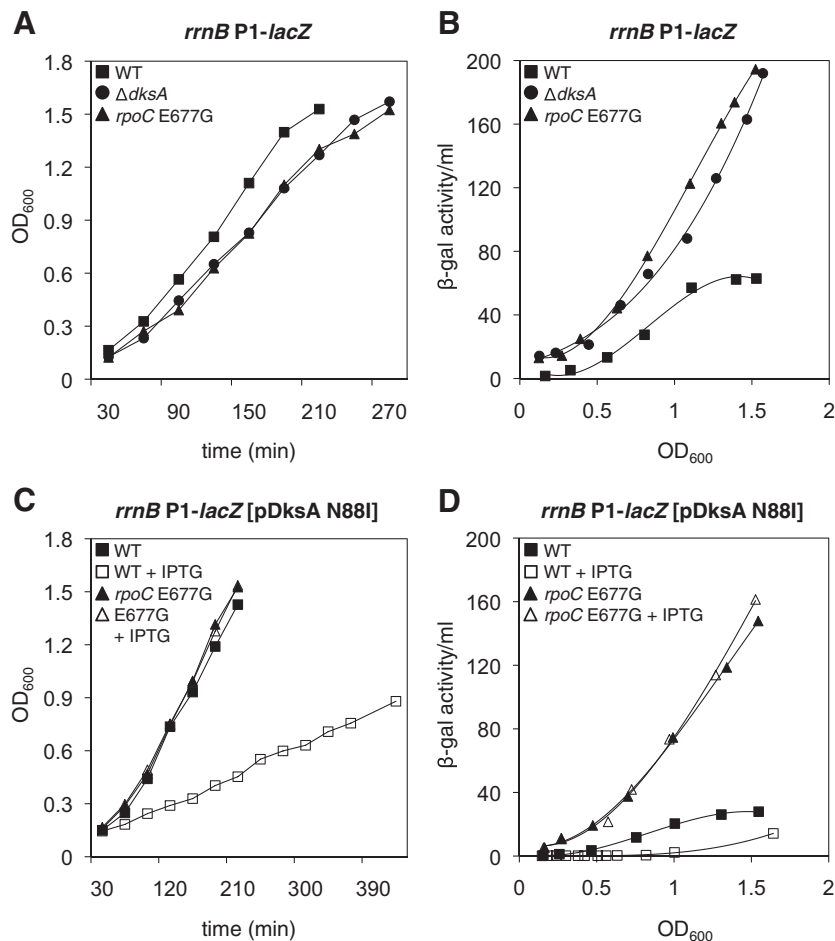 A
rrnB P1-lacZ
WT
ΔdksA
rpoC E677G
1.8
1.5
1.2
0.9
0.6
0.3
0
OD600
30 90 150 210 270
time (min)
B
rrnB P1-lacZ
WT
ΔdksA
rpoC E677G
200
160
120
80
40
0
β-gal activity/ml
0 0.5 1 1.5 2
OD600
C
rrnB P1-lacZ [pDksA N88I]
WT
WT + IPTG
rpoC E677G
E677G
+ IPTG
1.8
1.5
1.2
0.9
0.6
0.3
0
OD600
30 120 210 300 390
time (min)
D
rrnB P1-lacZ [pDksA N88I]
WT
WT + IPTG
rpoC E677G
rpoC E677G + IPTG
200
160
120
80
40
0
β-gal activity/ml
0 0.5 1 1.5 2
OD600